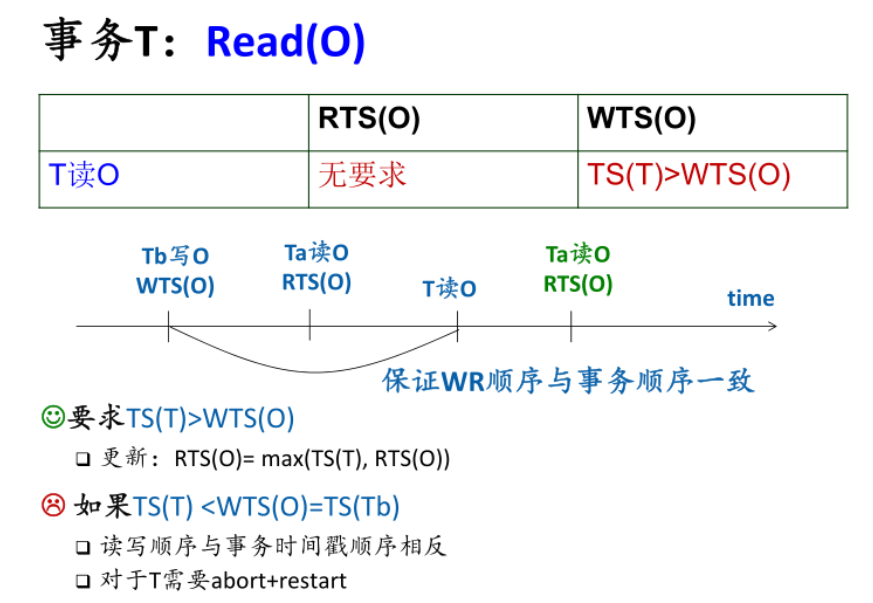 事务T：Read(O)
RTS(O) WTS(O)
T读O 无要求 TS(T)>WTS(O)
Tb写O Ta读O Ta读O
WTS(O) RTS(O) T读O RTS(O) time
保证WR顺序与事务顺序一致
要求TS(T)>WTS(O)
更新：RTS(O)= max(TS(T), RTS(O))
如果TS(T) <WTS(O)=TS(Tb)
读写顺序与事务时间戳顺序相反
对于T需要abort+restart